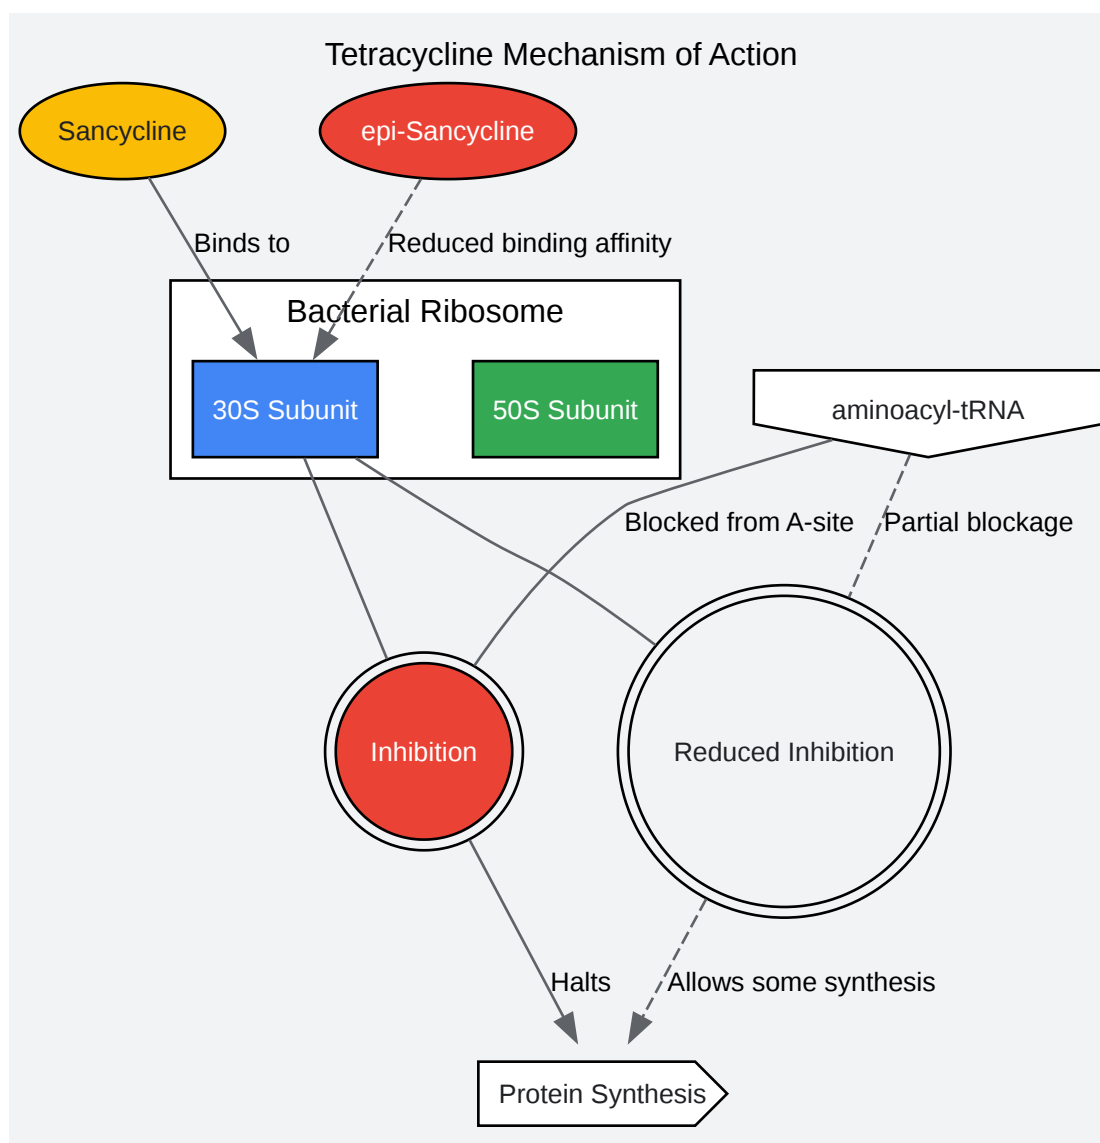 Tetracycline Mechanism of Action
Sancycline
epi-Sancycline
Binds to
Reduced binding affinity
Bacterial Ribosome
30S Subunit
50S Subunit
aminoacyl-tRNA
Blocked from A-site
Partial blockage
Inhibition
Reduced Inhibition
Halts
Allows some synthesis
Protein Synthesis